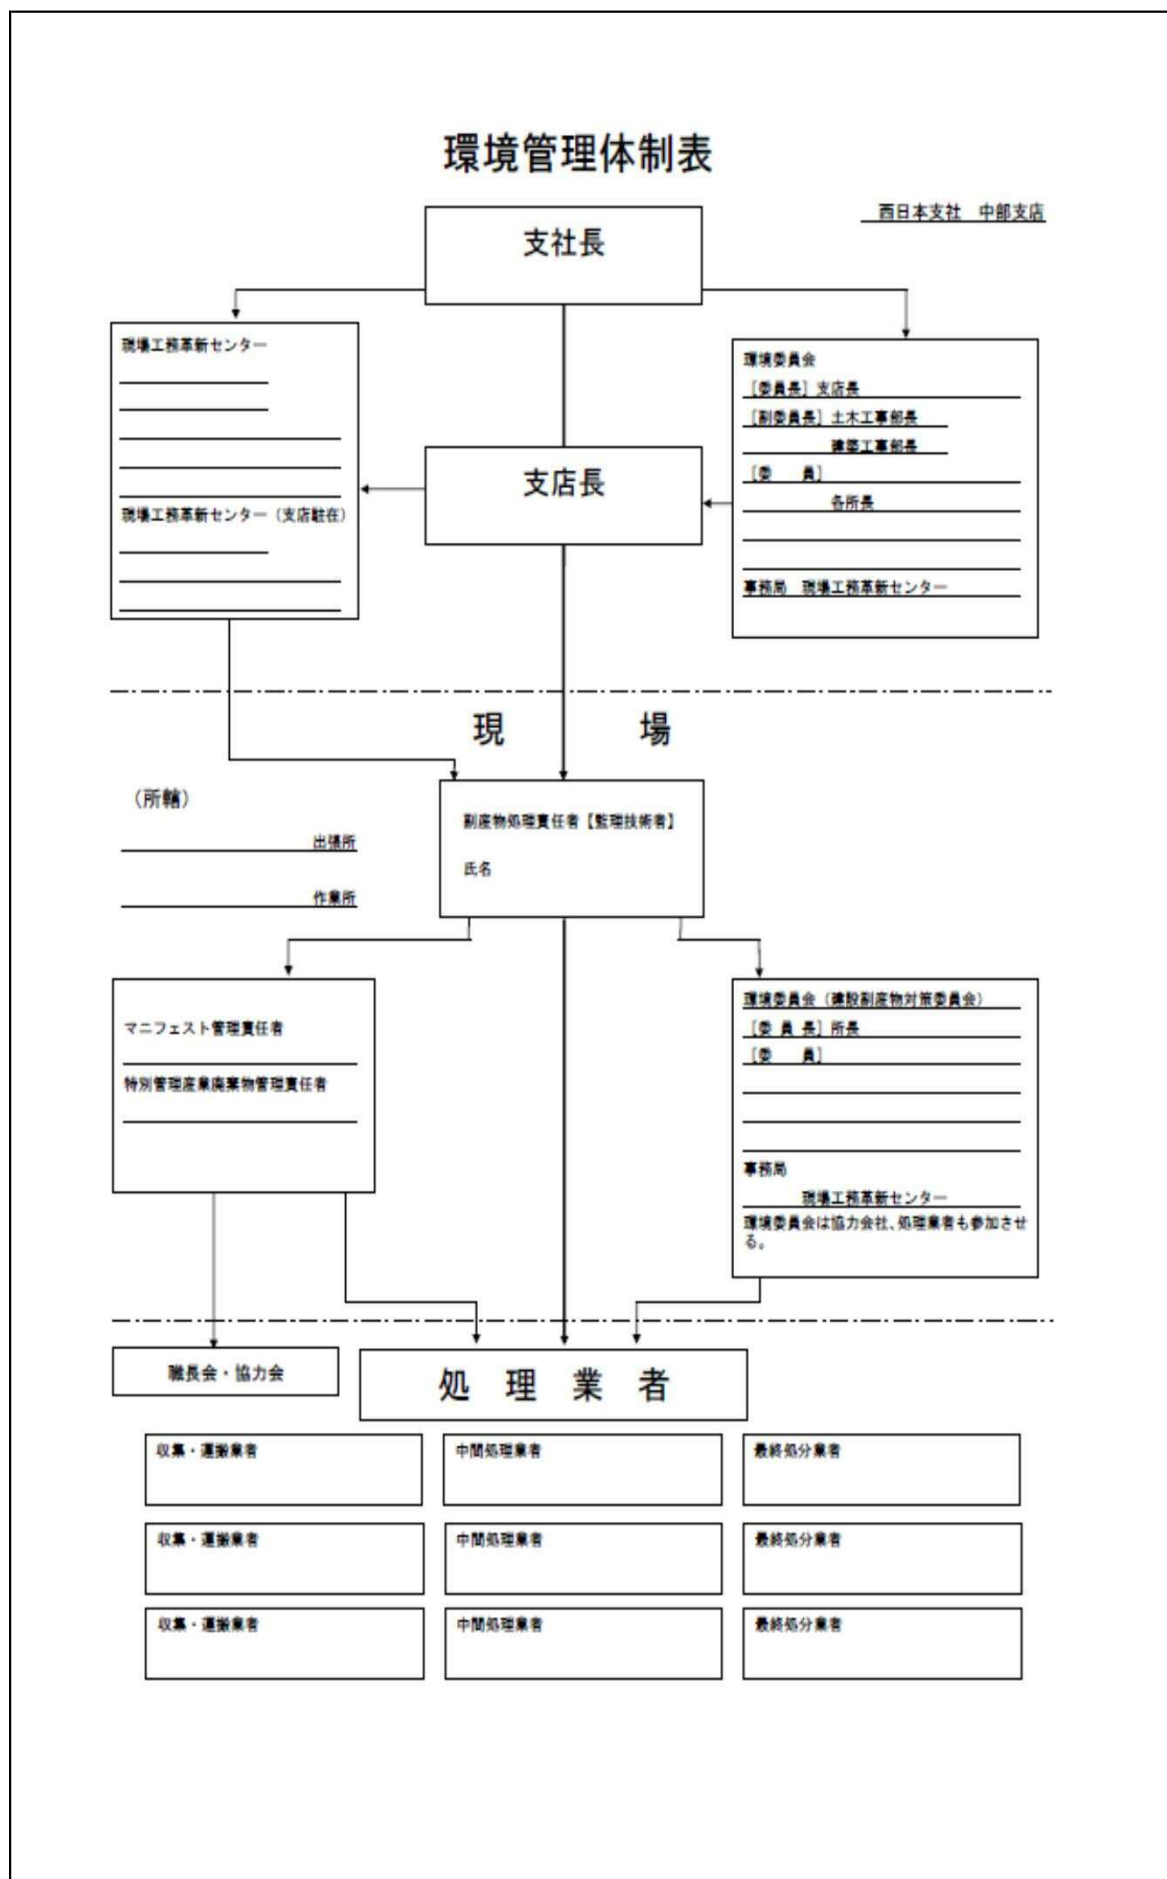 環境管理体制表
西日本支社　中部支店
支社長
現場工務革新センター
現場工務革新センター（支店駐在）
支店長
環境委員会
［委員長］支店長
［副委員長］土木工事部長
建築工事部長
［委　　員］
各所長
事務局　現場工務革新センター
現　　　場
（所轄）
出張所
作業所
副産物処理責任者【監理技術者】
氏名
マニフェスト管理責任者
特別管理産業廃棄物管理責任者
環境委員会（建設副産物対策委員会）
［委 員 長］所長
［委　　員］
事務局
現場工務革新センター
環境委員会は協力会社、処理業者も参加させ
る。
職長会・協力会
処　理　業　者
収集・運搬業者　中間処理業者　最終処分業者
収集・運搬業者　中間処理業者　最終処分業者
収集・運搬業者　中間処理業者　最終処分業者